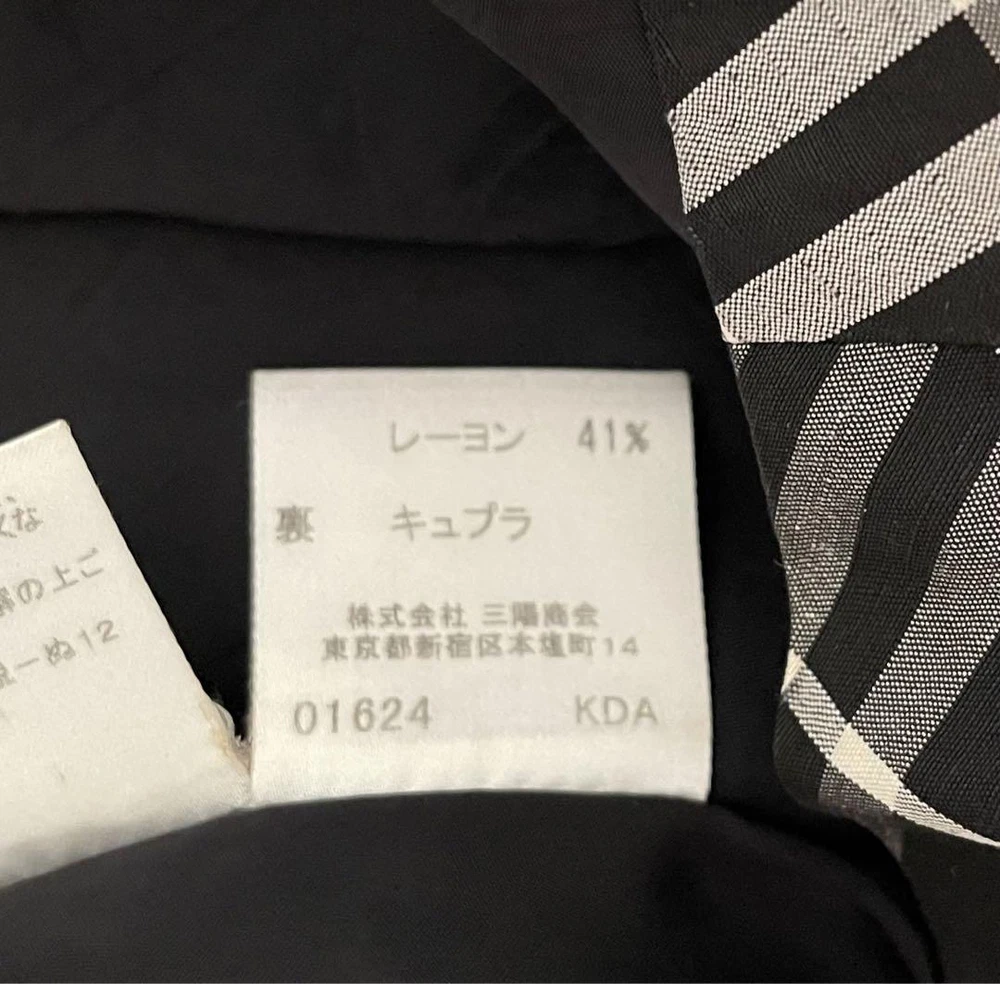 レーヨン 41%
裏 キュプラ
株式会社 三陽商会
東京都新宿区本塩町14
01624 KDA
な
の上ご
ーぬ12